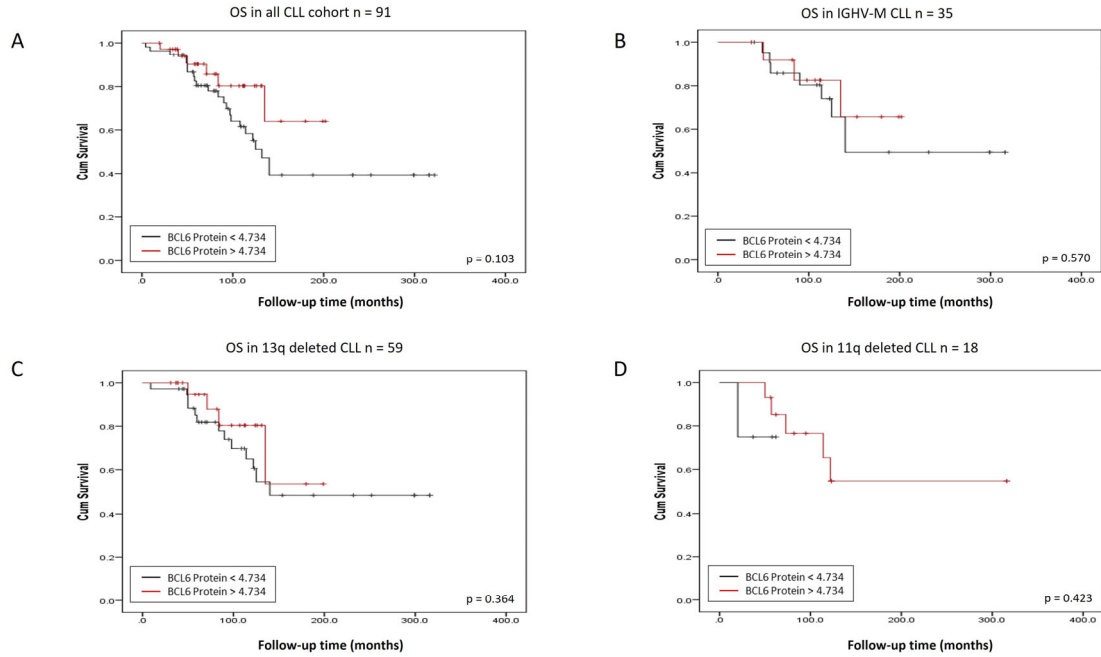 OS in all CLL cohort n = 91
A
Cum Survival
1.0
0.8
0.6
0.4
0.2
0.0
BCL6 Protein < 4.734
BCL6 Protein > 4.734
p = 0.103
.0 100.0 200.0 300.0 400.0
Follow-up time (months)
OS in IGHV-M CLL n = 35
B
Cum Survival
1.0
0.8
0.6
0.4
0.2
0.0
BCL6 Protein < 4.734
BCL6 Protein > 4.734
p = 0.570
.0 100.0 200.0 300.0 400.0
Follow-up time (months)
OS in 13q deleted CLL n = 59
C
Cum Survival
1.0
0.8
0.6
0.4
0.2
0.0
BCL6 Protein < 4.734
BCL6 Protein > 4.734
p = 0.364
.0 100.0 200.0 300.0 400.0
Follow-up time (months)
OS in 11q deleted CLL n = 18
D
Cum Survival
1.0
0.8
0.6
0.4
0.2
0.0
BCL6 Protein < 4.734
BCL6 Protein > 4.734
p = 0.423
.0 100.0 200.0 300.0 400.0
Follow-up time (months)